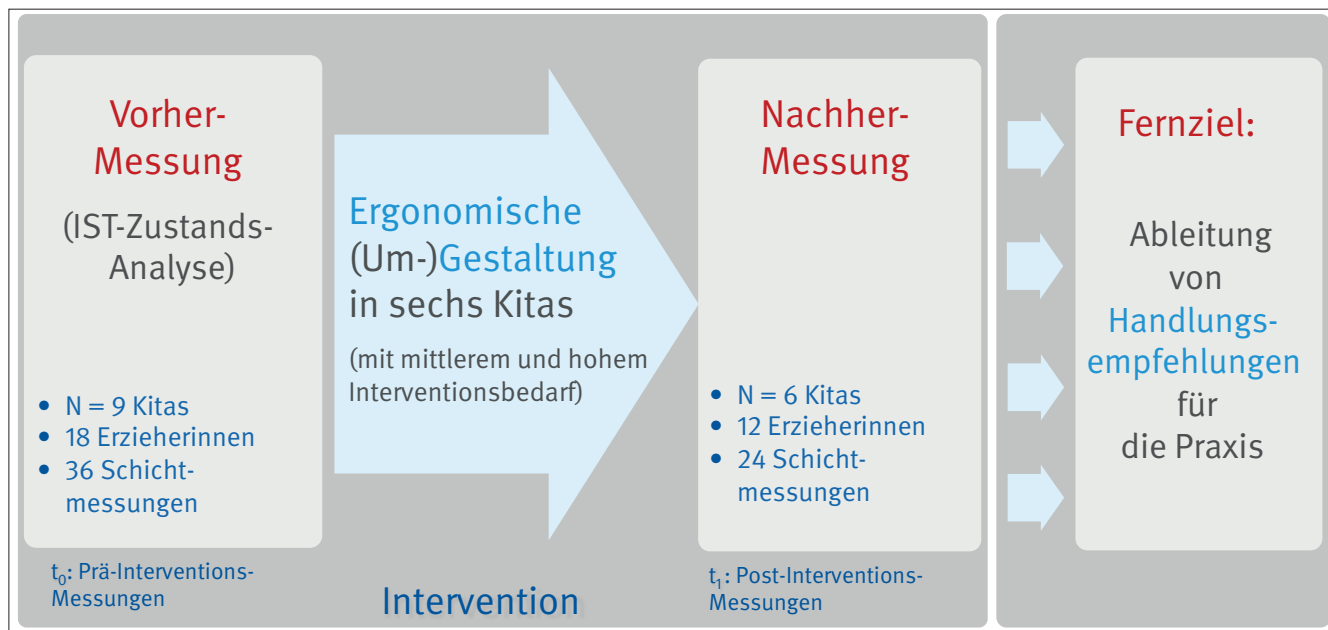 Vorher-
Messung
(IST-Zustands-
Analyse)
• N = 9 Kitas
• 18 Erzieherinnen
• 36 Schicht-
messungen
t₀: Prä-Interventions-
Messungen
Ergonomische
(Um-)Gestaltung
in sechs Kitas
(mit mittlerem und hohem
Interventionsbedarf)
Intervention
Nachher-
Messung
• N = 6 Kitas
• 12 Erzieherinnen
• 24 Schicht-
messungen
t₁: Post-Interventions-
Messungen
Fernziel:
Ableitung
von
Handlungs-
empfehlungen
für
die Praxis